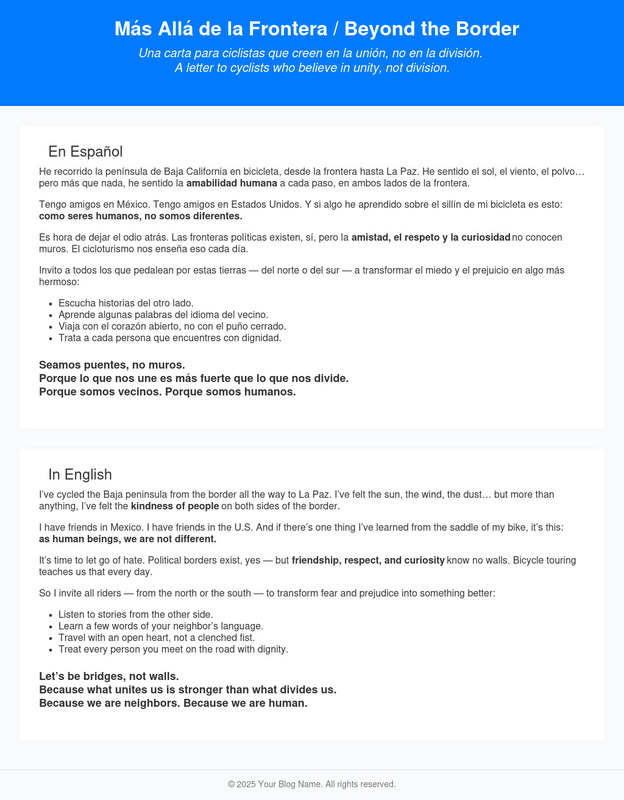 Más Allá de la Frontera / Beyond the Border
Una carta para ciclistas que creen en la unión, no en la división.
A letter to cyclists who believe in unity, not division.
En Español
He recorrido la península de Baja California en bicicleta, desde la frontera hasta La Paz. He sentido el sol, el viento, el polvo…
pero más que nada, he sentido la amabilidad humana a cada paso, en ambos lados de la frontera.
Tengo amigos en México. Tengo amigos en Estados Unidos. Y si algo he aprendido sobre el sillín de mi bicicleta es esto:
como seres humanos, no somos diferentes.
Es hora de dejar el odio atrás. Las fronteras políticas existen, sí, pero la amistad, el respeto y la curiosidad no conocen
muros. El cicloturismo nos enseña eso cada día.
Invito a todos los que pedalean por estas tierras — del norte o del sur — a transformar el miedo y el prejuicio en algo más
hermoso:
• Escucha historias del otro lado.
• Aprende algunas palabras del idioma del vecino.
• Viaja con el corazón abierto, no con el puño cerrado.
• Trata a cada persona que encuentres con dignidad.
Seamos puentes, no muros.
Porque lo que nos une es más fuerte que lo que nos divide.
Porque somos vecinos. Porque somos humanos.
In English
I’ve cycled the Baja peninsula from the border all the way to La Paz. I’ve felt the sun, the wind, the dust… but more than
anything, I’ve felt the kindness of people on both sides of the border.
I have friends in Mexico. I have friends in the U.S. And if there’s one thing I’ve learned from the saddle of my bike, it’s this:
as human beings, we are not different.
It’s time to let go of hate. Political borders exist, yes — but friendship, respect, and curiosity know no walls. Bicycle touring
teaches us that every day.
So I invite all riders — from the north or the south — to transform fear and prejudice into something better:
• Listen to stories from the other side.
• Learn a few words of your neighbor’s language.
• Travel with an open heart, not a clenched fist.
• Treat every person you meet on the road with dignity.
Let’s be bridges, not walls.
Because what unites us is stronger than what divides us.
Because we are neighbors. Because we are human.
© 2025 Your Blog Name. All rights reserved.